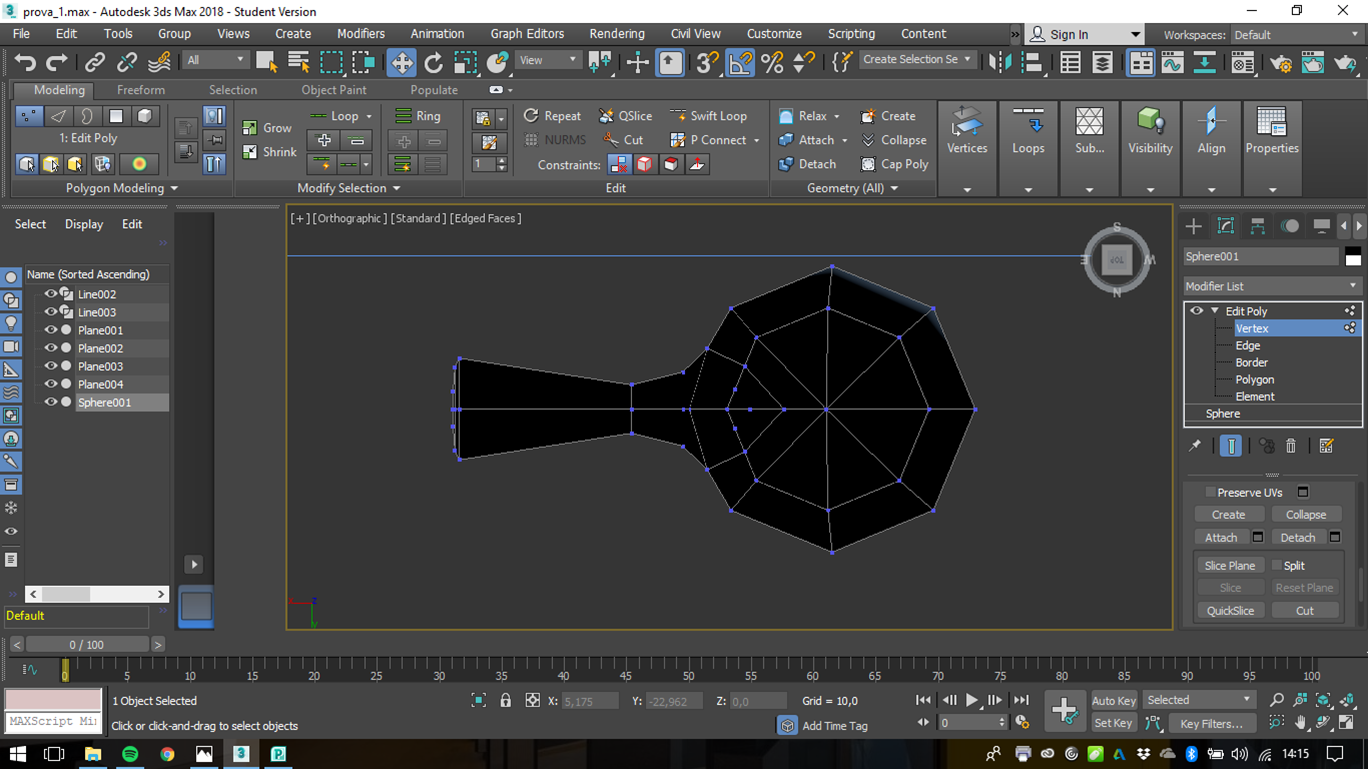 prova_1.max - Autodesk 3ds Max 2018 - Student Version
File Edit Tools Group Views Create Modifiers Animation Graph Editors Rendering Civil View Customize Scripting Content » Sign In Workspaces: Default
All View Create Selection Se
Modeling Freeform Selection Object Paint Populate
Loop Ring Repeat QSlice Swift Loop Relax Create
Grow NURMS Cut P Connect Attach Collapse
1: Edit Poly
Shrink 1 Constraints: Detach Cap Poly
Vertices Loops Sub... Visibility Align Properties
Polygon Modeling Modify Selection Edit Geometry (All)
Select Display Edit
[+] [Orthographic] [Standard] [Edged Faces]
S
E TOP W
N
Name (Sorted Ascending)
Line002
Line003
Plane001
Plane002
Plane003
Plane004
Sphere001
Default
Sphere001
Modifier List
Edit Poly
Vertex
Edge
Border
Polygon
Element
Sphere
Preserve UVs
Create Collapse
Attach Detach
Slice Plane Split
Slice Reset Plane
QuickSlice Cut
z
< 0 / 100 >
0 5 10 15 20 25 30 35 40 45 50 55 60 65 70 75 80 85 90 95 100
1 Object Selected X: 5,175 Y: -22,962 Z: 0,0 Grid = 10,0 Auto Key Selected
MAXScript Mi
Click or click-and-drag to select objects Add Time Tag 0 Set Key Key Filters...
14:15